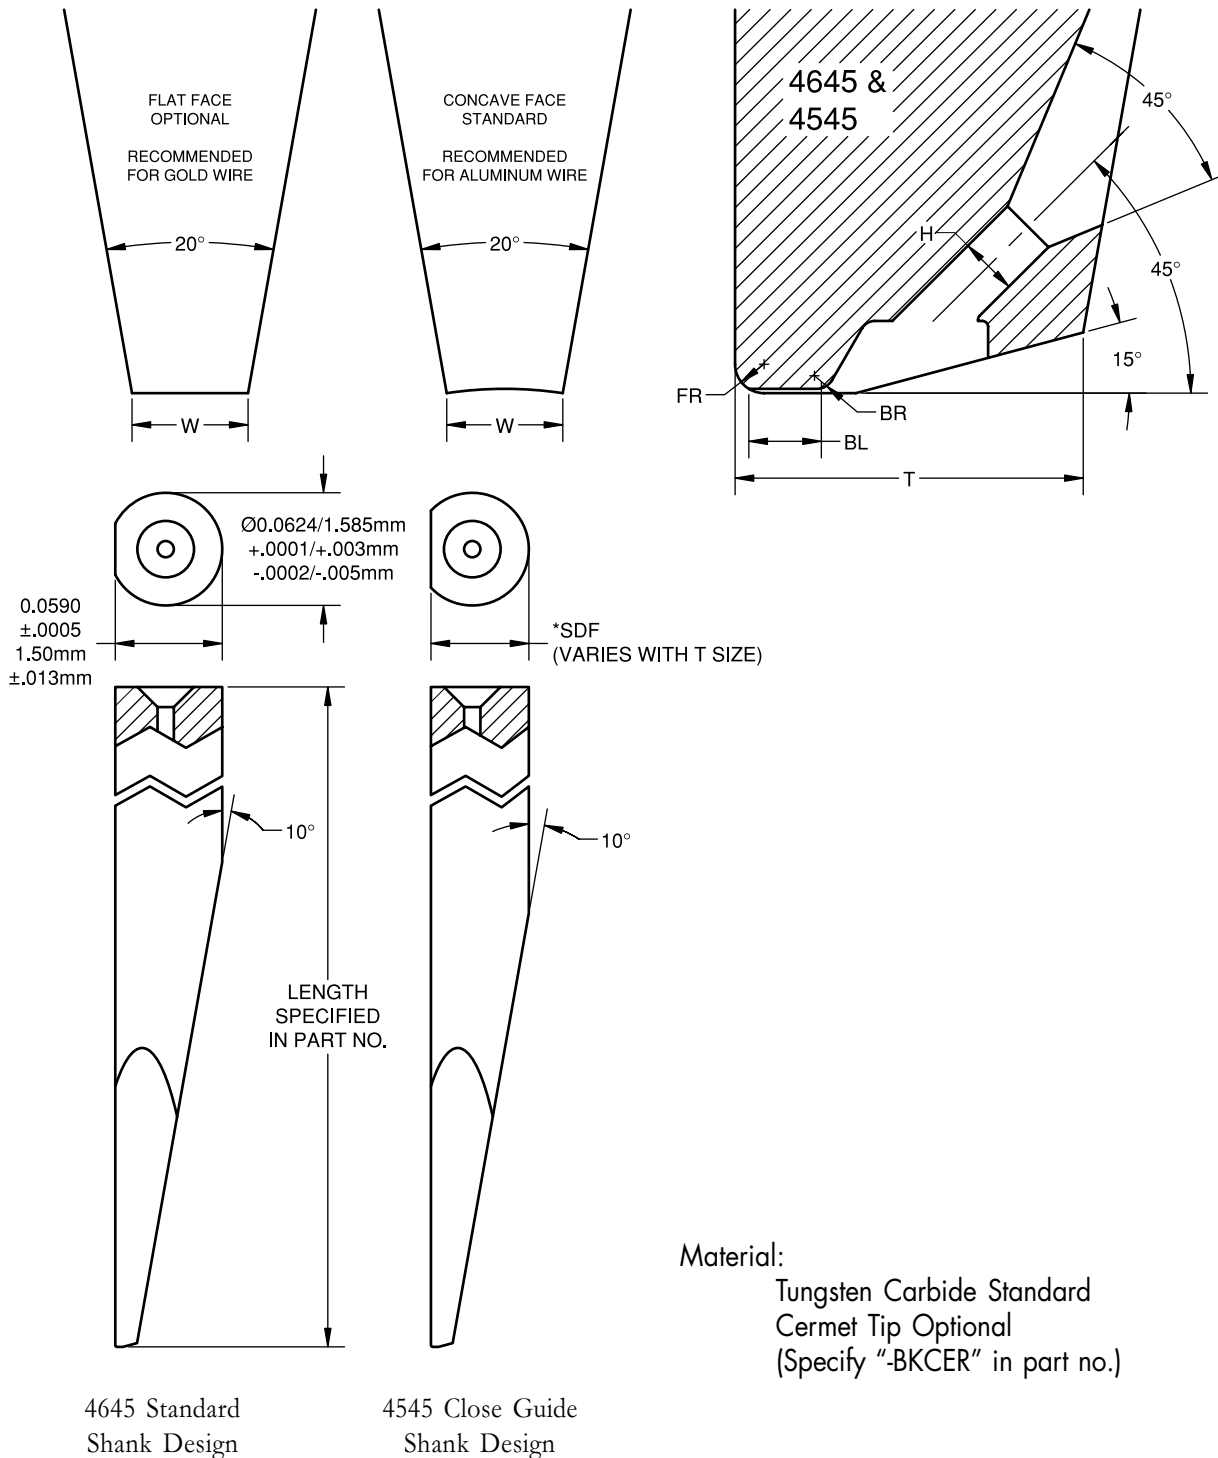 FLAT FACE
OPTIONAL
RECOMMENDED
FOR GOLD WIRE
20°
W
CONCAVE FACE
STANDARD
RECOMMENDED
FOR ALUMINUM WIRE
20°
W
4645 &
4545
45°
H
45°
15°
FR
BR
BL
T
Ø0.0624/1.585mm
+.0001/+.003mm
-.0002/-.005mm
0.0590
±.0005
1.50mm
±.013mm
*SDF
(VARIES WITH T SIZE)
10°
10°
LENGTH
SPECIFIED
IN PART NO.
Material:
Tungsten Carbide Standard
Cermet Tip Optional
(Specify “-BKCER” in part no.)
4645 Standard
Shank Design
4545 Close Guide
Shank Design